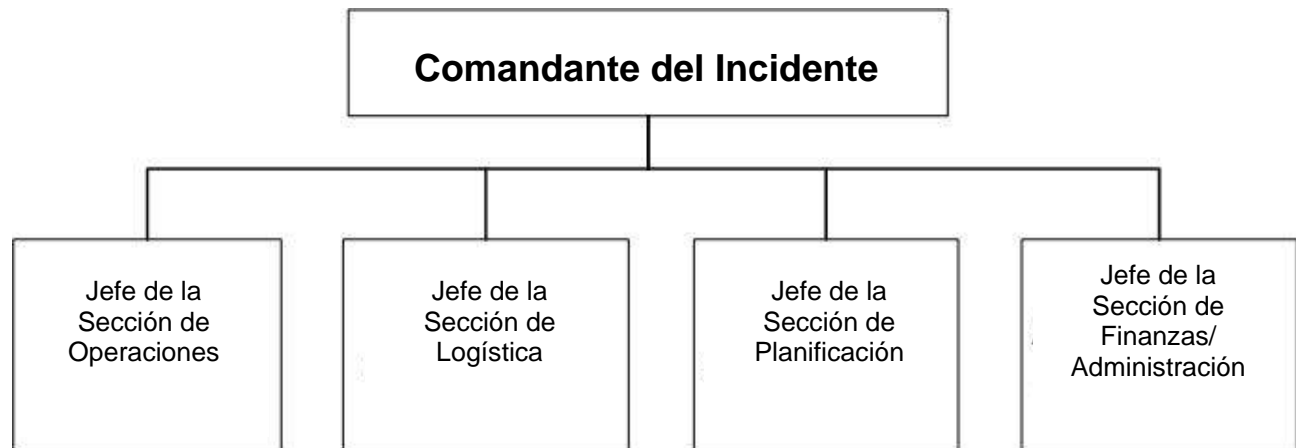 Comandante del Incidente
Jefe de la
Sección de
Operaciones
Jefe de la
Sección de
Logística
Jefe de la
Sección de
Planificación
Jefe de la
Sección de
Finanzas/
Administración